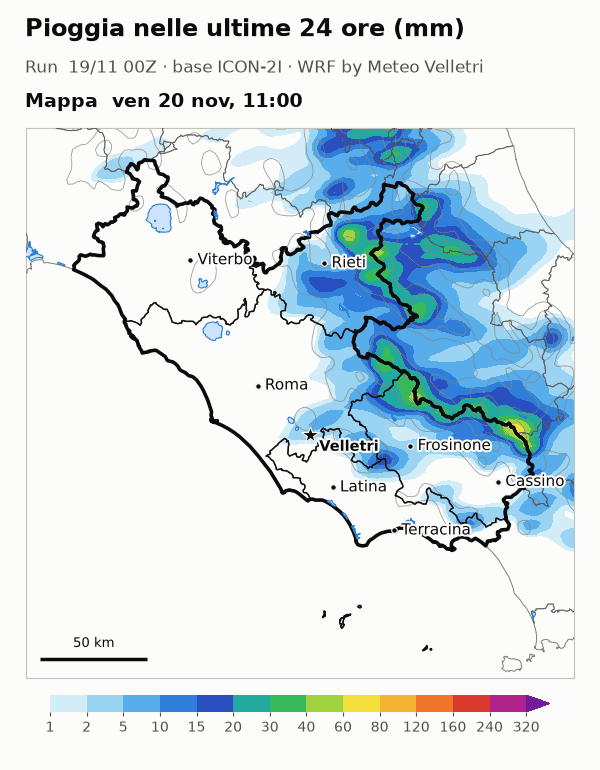 Pioggia nelle ultime 24 ore (mm)
Run  19/11 00Z · base ICON-2I · WRF by Meteo Velletri
Mappa  ven 20 nov, 11:00
Viterbo
Rieti
Roma
Velletri
Frosinone
Latina
Cassino
Terracina
50 km
1 2 5 10 15 20 30 40 60 80 120 160 240 320